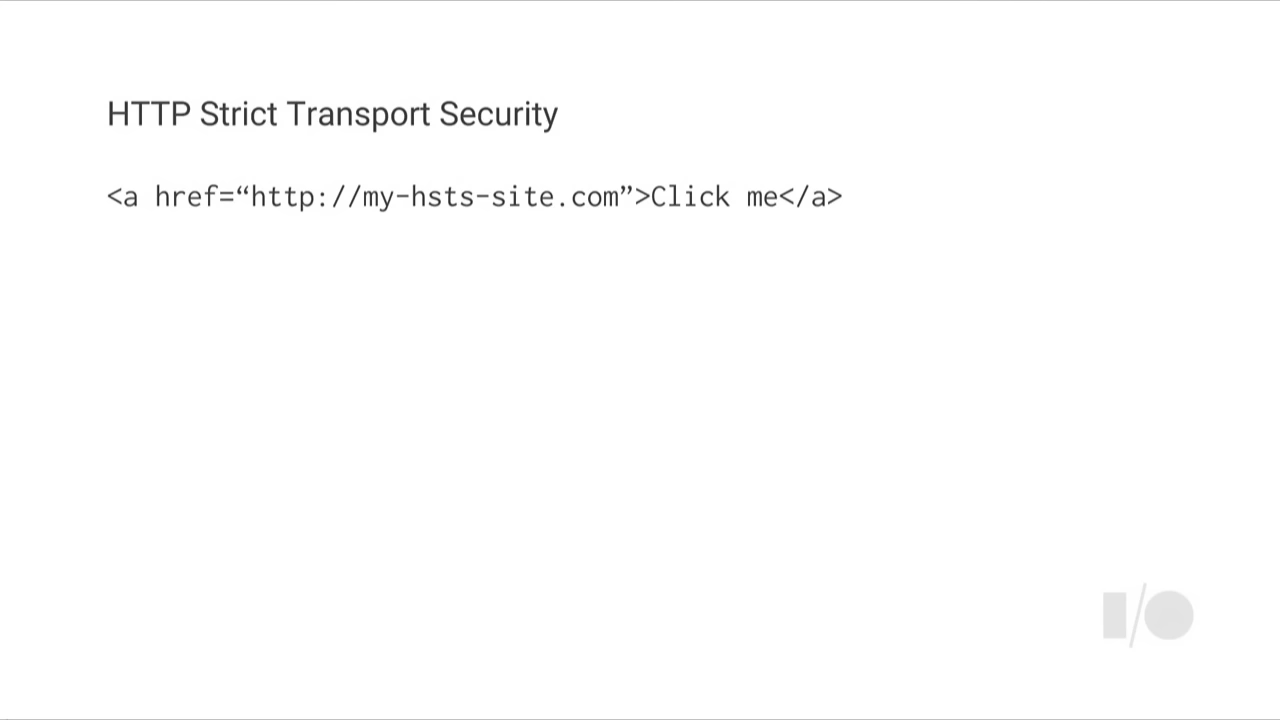 HTTP Strict Transport Security
<a href=“http://my-hsts-site.com”>Click me</a>
I/O